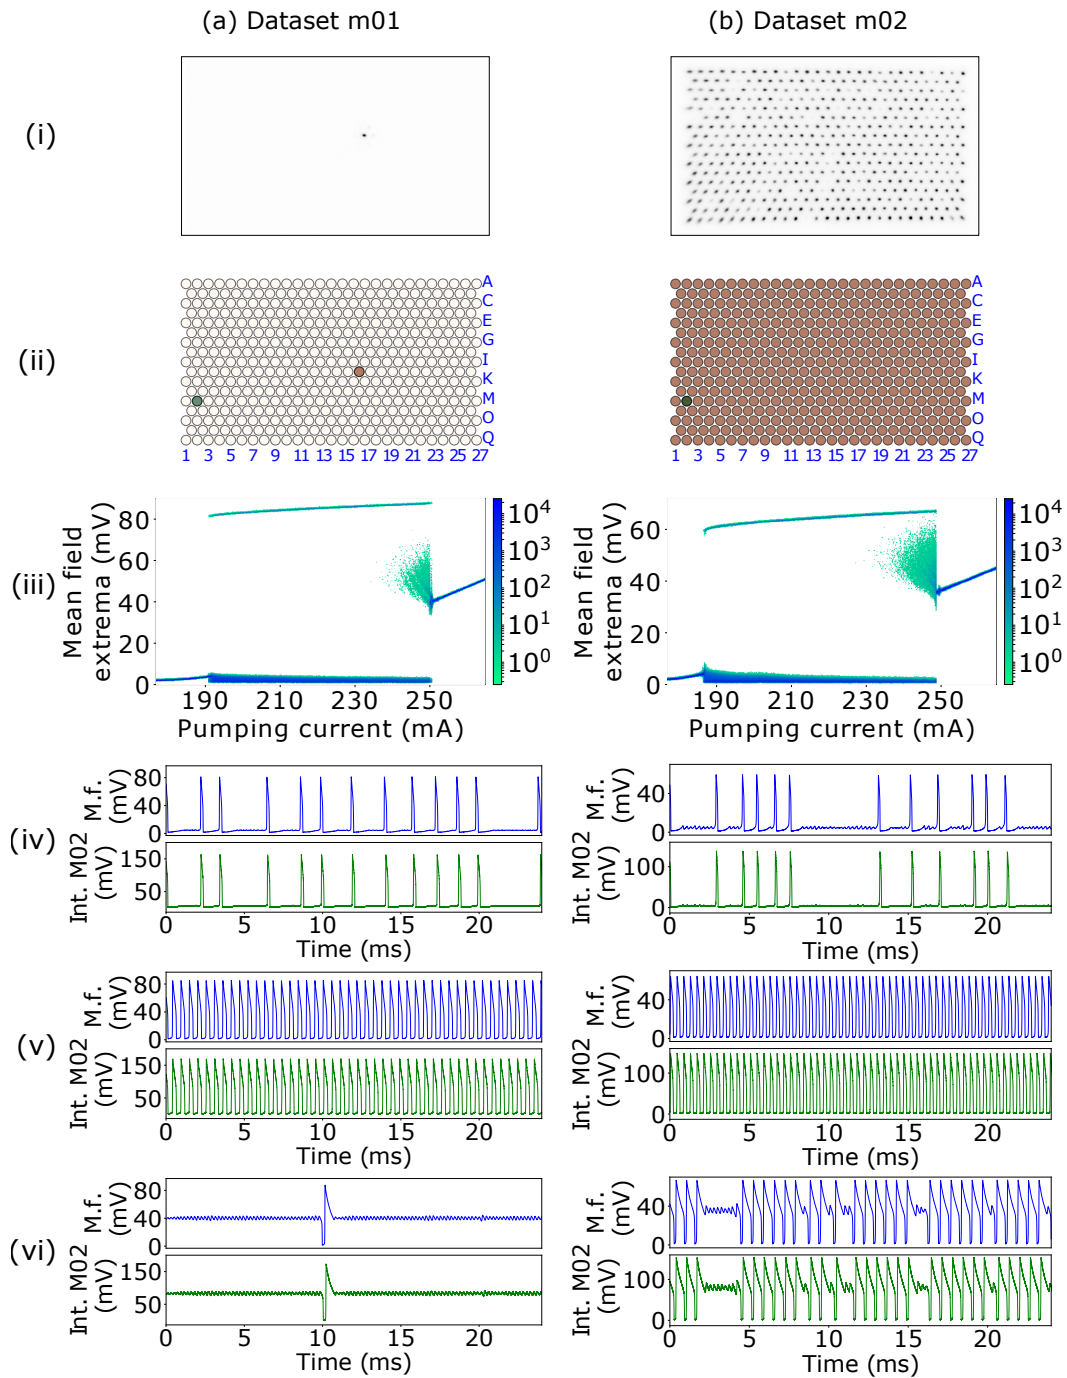 (a) Dataset m01
(b) Dataset m02
(i)
(ii)
A
C
E
G
I
K
M
O
Q
1 3 5 7 9 11 13 15 17 19 21 23 25 27
A
C
E
G
I
K
M
O
Q
1 3 5 7 9 11 13 15 17 19 21 23 25 27
(iii)
Mean field
extrema (mV)
80
40
0
190 210 230 250
Pumping current (mA)
10^4
10^3
10^2
10^1
10^0
Mean field
extrema (mV)
60
40
20
0
190 210 230 250
Pumping current (mA)
10^4
10^3
10^2
10^1
10^0
(iv)
M.f.
(mV)
80
40
0
Int. M02
(mV)
150
50
0 5 10 15 20
Time (ms)
M.f.
(mV)
40
0
Int. M02
(mV)
100
0
0 5 10 15 20
Time (ms)
(v)
M.f.
(mV)
80
40
0
Int. M02
(mV)
150
50
0 5 10 15 20
Time (ms)
M.f.
(mV)
40
0
Int. M02
(mV)
100
0
0 5 10 15 20
Time (ms)
(vi)
M.f.
(mV)
80
40
0
Int. M02
(mV)
150
50
0 5 10 15 20
Time (ms)
M.f.
(mV)
40
0
Int. M02
(mV)
100
0
0 5 10 15 20
Time (ms)